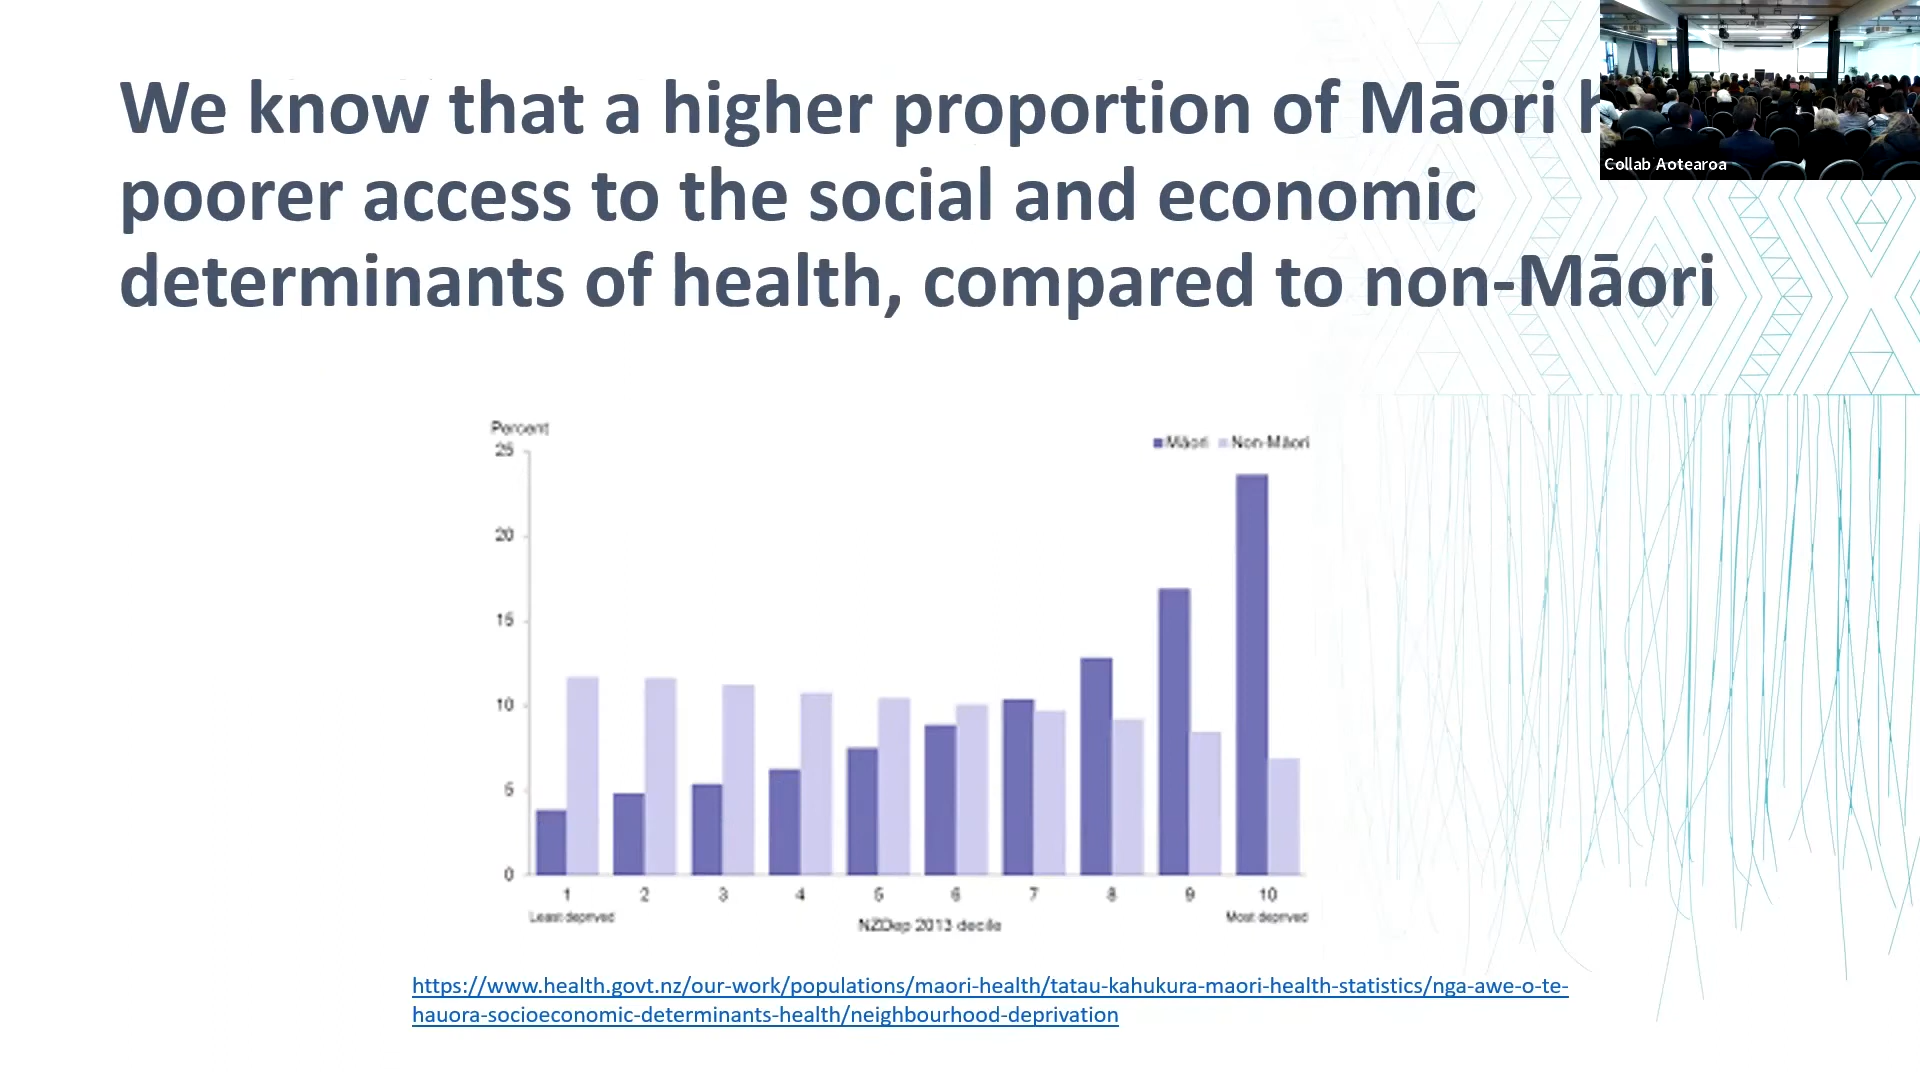 We know that a higher proportion of Māori h
poorer access to the social and economic
determinants of health, compared to non-Māori
Collab Aotearoa
Percent
Māori Non-Māori
25
20
15
10
5
0
1 2 3 4 5 6 7 8 9 10
Least deprived Most deprived
NZDep 2013 decile
https://www.health.govt.nz/our-work/populations/maori-health/tatau-kahukura-maori-health-statistics/nga-awe-o-te-
hauora-socioeconomic-determinants-health/neighbourhood-deprivation